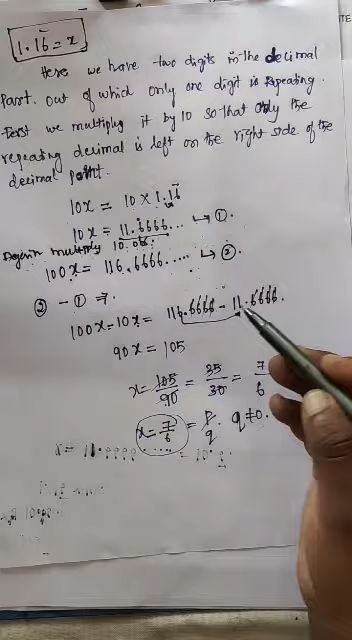 1.16̄ = x
Here we have two digits in the decimal
Part. out of which only one digit is Repeating.
First we multiply it by 10 so that only the
repeating decimal is left on the right side of the
decimal point.
10x = 10 × 1.16̄
10x = 11.6666.... ↳ ①.
Again multiply 10.
100x = 116.6666..... ↳ ②.
② - ① ⇒.
100x - 10x = 116.6666 - 11.6666.
90x = 105
x = 105/90 = 35/30 = 7/6
x = 7/6 = p/q. q ≠ 0.